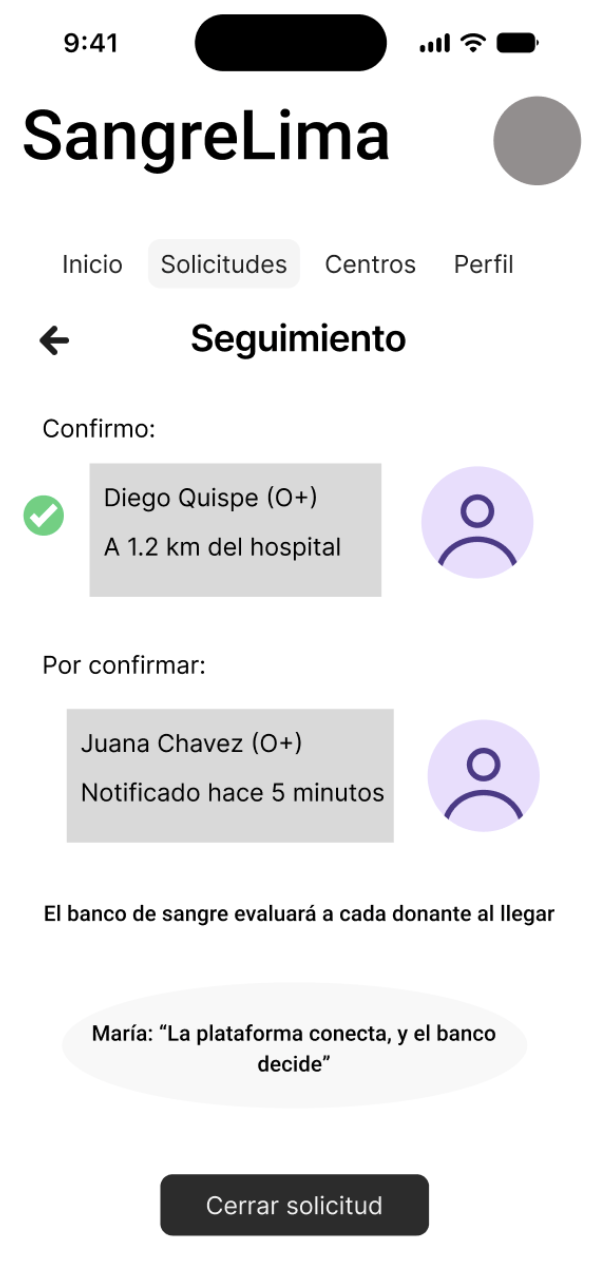 9:41
SangreLima
Inicio Solicitudes Centros Perfil
Seguimiento
Confirmo:
Diego Quispe (O+)
A 1.2 km del hospital
Por confirmar:
Juana Chavez (O+)
Notificado hace 5 minutos
El banco de sangre evaluará a cada donante al llegar
María: “La plataforma conecta, y el banco
decide”
Cerrar solicitud